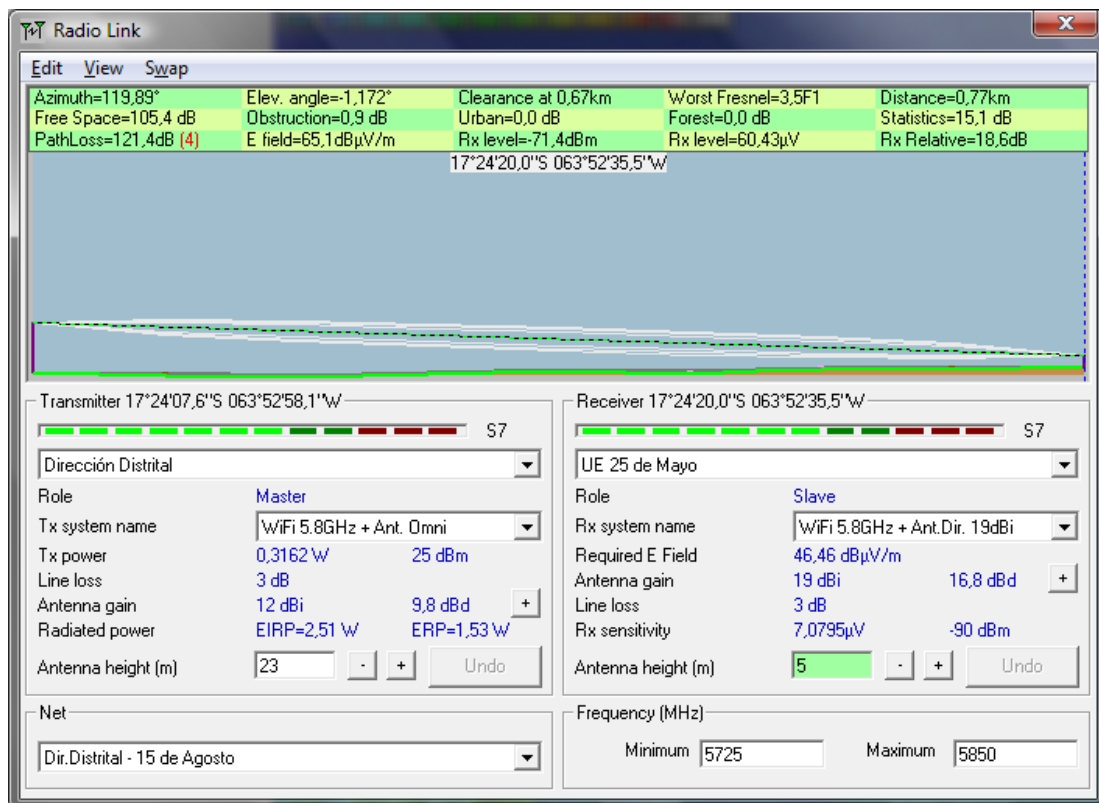 Radio Link
Edit View Swap
Azimuth=119,89° Elev. angle=-1,172° Clearance at 0,67km Worst Fresnel=3,5F1 Distance=0,77km
Free Space=105,4 dB Obstruction=0,9 dB Urban=0,0 dB Forest=0,0 dB Statistics=15,1 dB
PathLoss=121,4dB (4) E field=65,1dBµV/m Rx level=-71,4dBm Rx level=60,43µV Rx Relative=18,6dB
17°24'20,0"S 063°52'35,5"W
Transmitter 17°24'07,6"S 063°52'58,1"W
S7
Dirección Distrital
Role Master
Tx system name WiFi 5.8GHz + Ant. Omni
Tx power 0,3162 W 25 dBm
Line loss 3 dB
Antenna gain 12 dBi 9,8 dBd +
Radiated power EIRP=2,51 W ERP=1,53 W
Antenna height (m) 23 - + Undo
Receiver 17°24'20,0"S 063°52'35,5"W
S7
UE 25 de Mayo
Role Slave
Rx system name WiFi 5.8GHz + Ant.Dir. 19dBi
Required E Field 46,46 dBµV/m
Antenna gain 19 dBi 16,8 dBd +
Line loss 3 dB
Rx sensitivity 7,0795µV -90 dBm
Antenna height (m) 5 - + Undo
Net
Dir.Distrital - 15 de Agosto
Frequency (MHz)
Minimum 5725 Maximum 5850